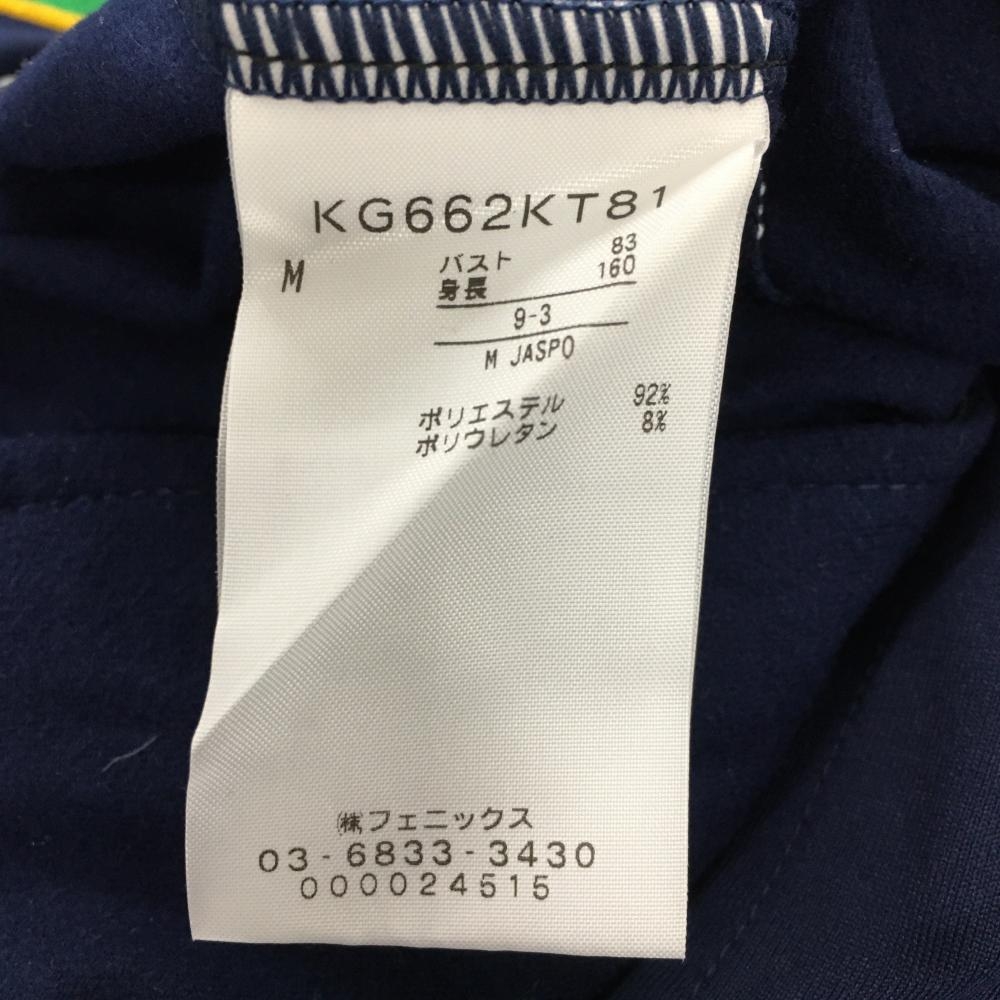 KG662KT81
M バスト 83
身長 160
9-3
M JASPO
ポリエステル 92%
ポリウレタン 8%
㈱フェニックス
03-6833-3430
000024515